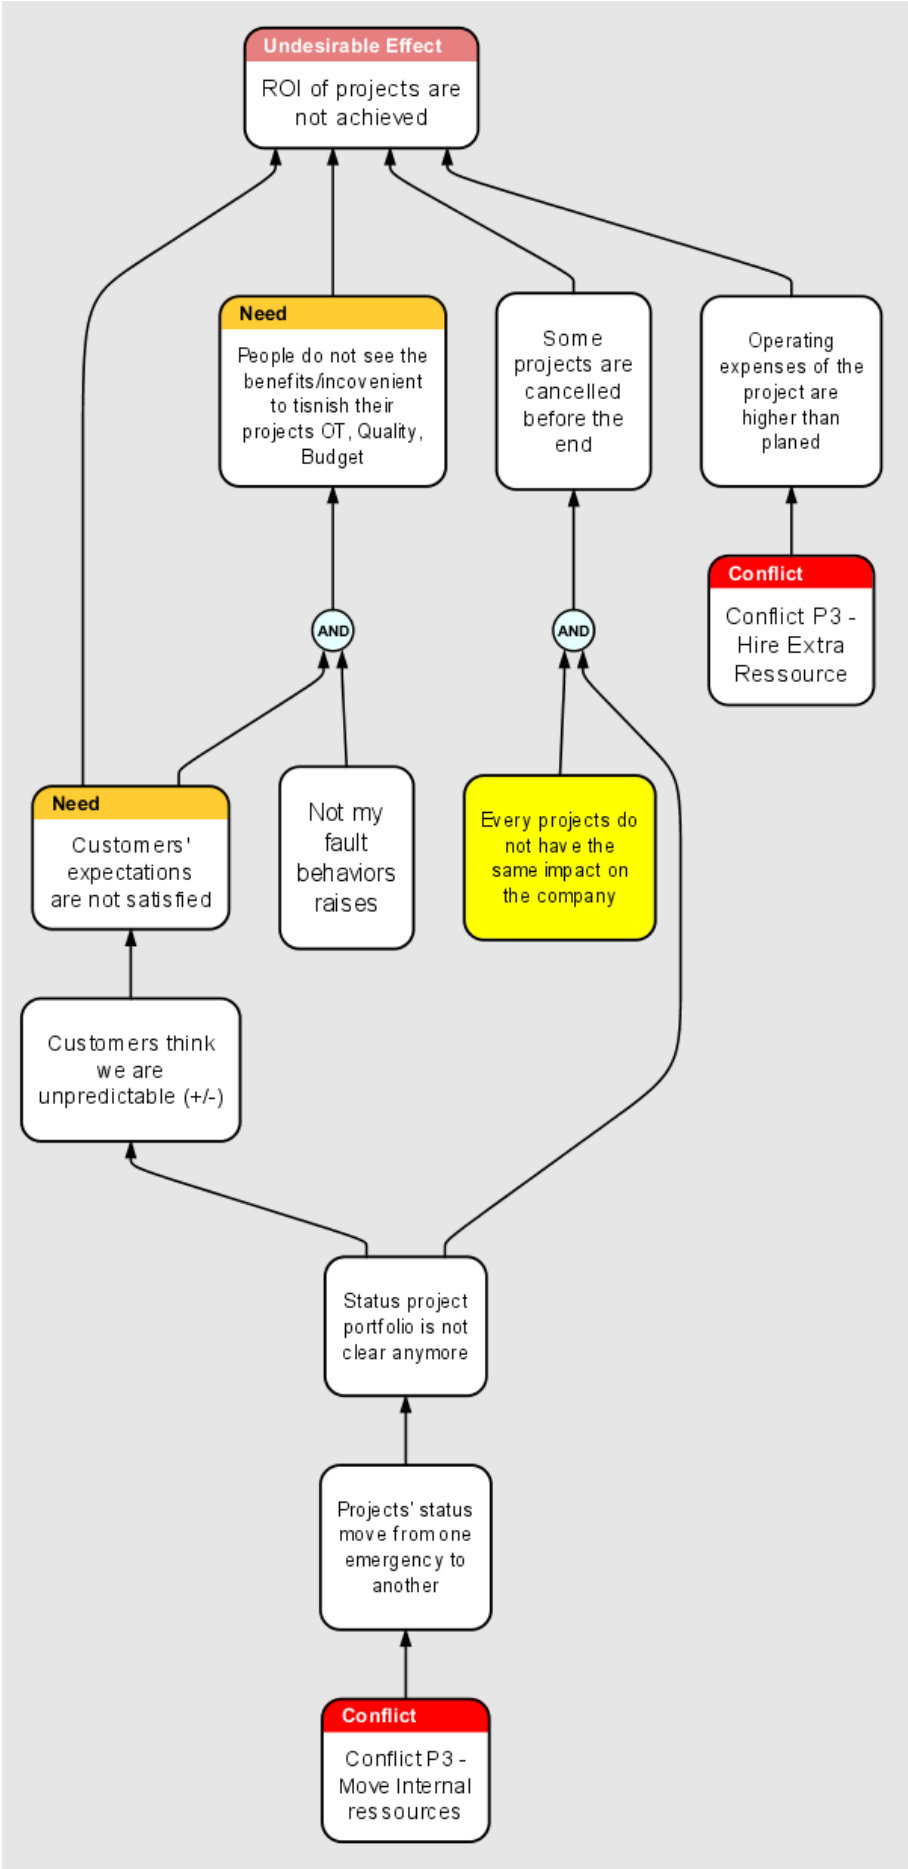 Undesirable Effect
ROI of projects are
not achieved
Need
People do not see the
benefits/incovenient
to tisnish their
projects OT, Quality,
Budget
Some
projects are
cancelled
before the
end
Operating
expenses of the
project are
higher than
planed
Conflict
Conflict P3 -
Hire Extra
Ressource
AND
AND
Need
Customers'
expectations
are not satisfied
Not my
fault
behaviors
raises
Every projects do
not have the
same impact on
the company
Customers think
we are
unpredictable (+/-)
Status project
portfolio is not
clear anymore
Projects' status
move from one
emergency to
another
Conflict
Conflict P3 -
Move Internal
ressources